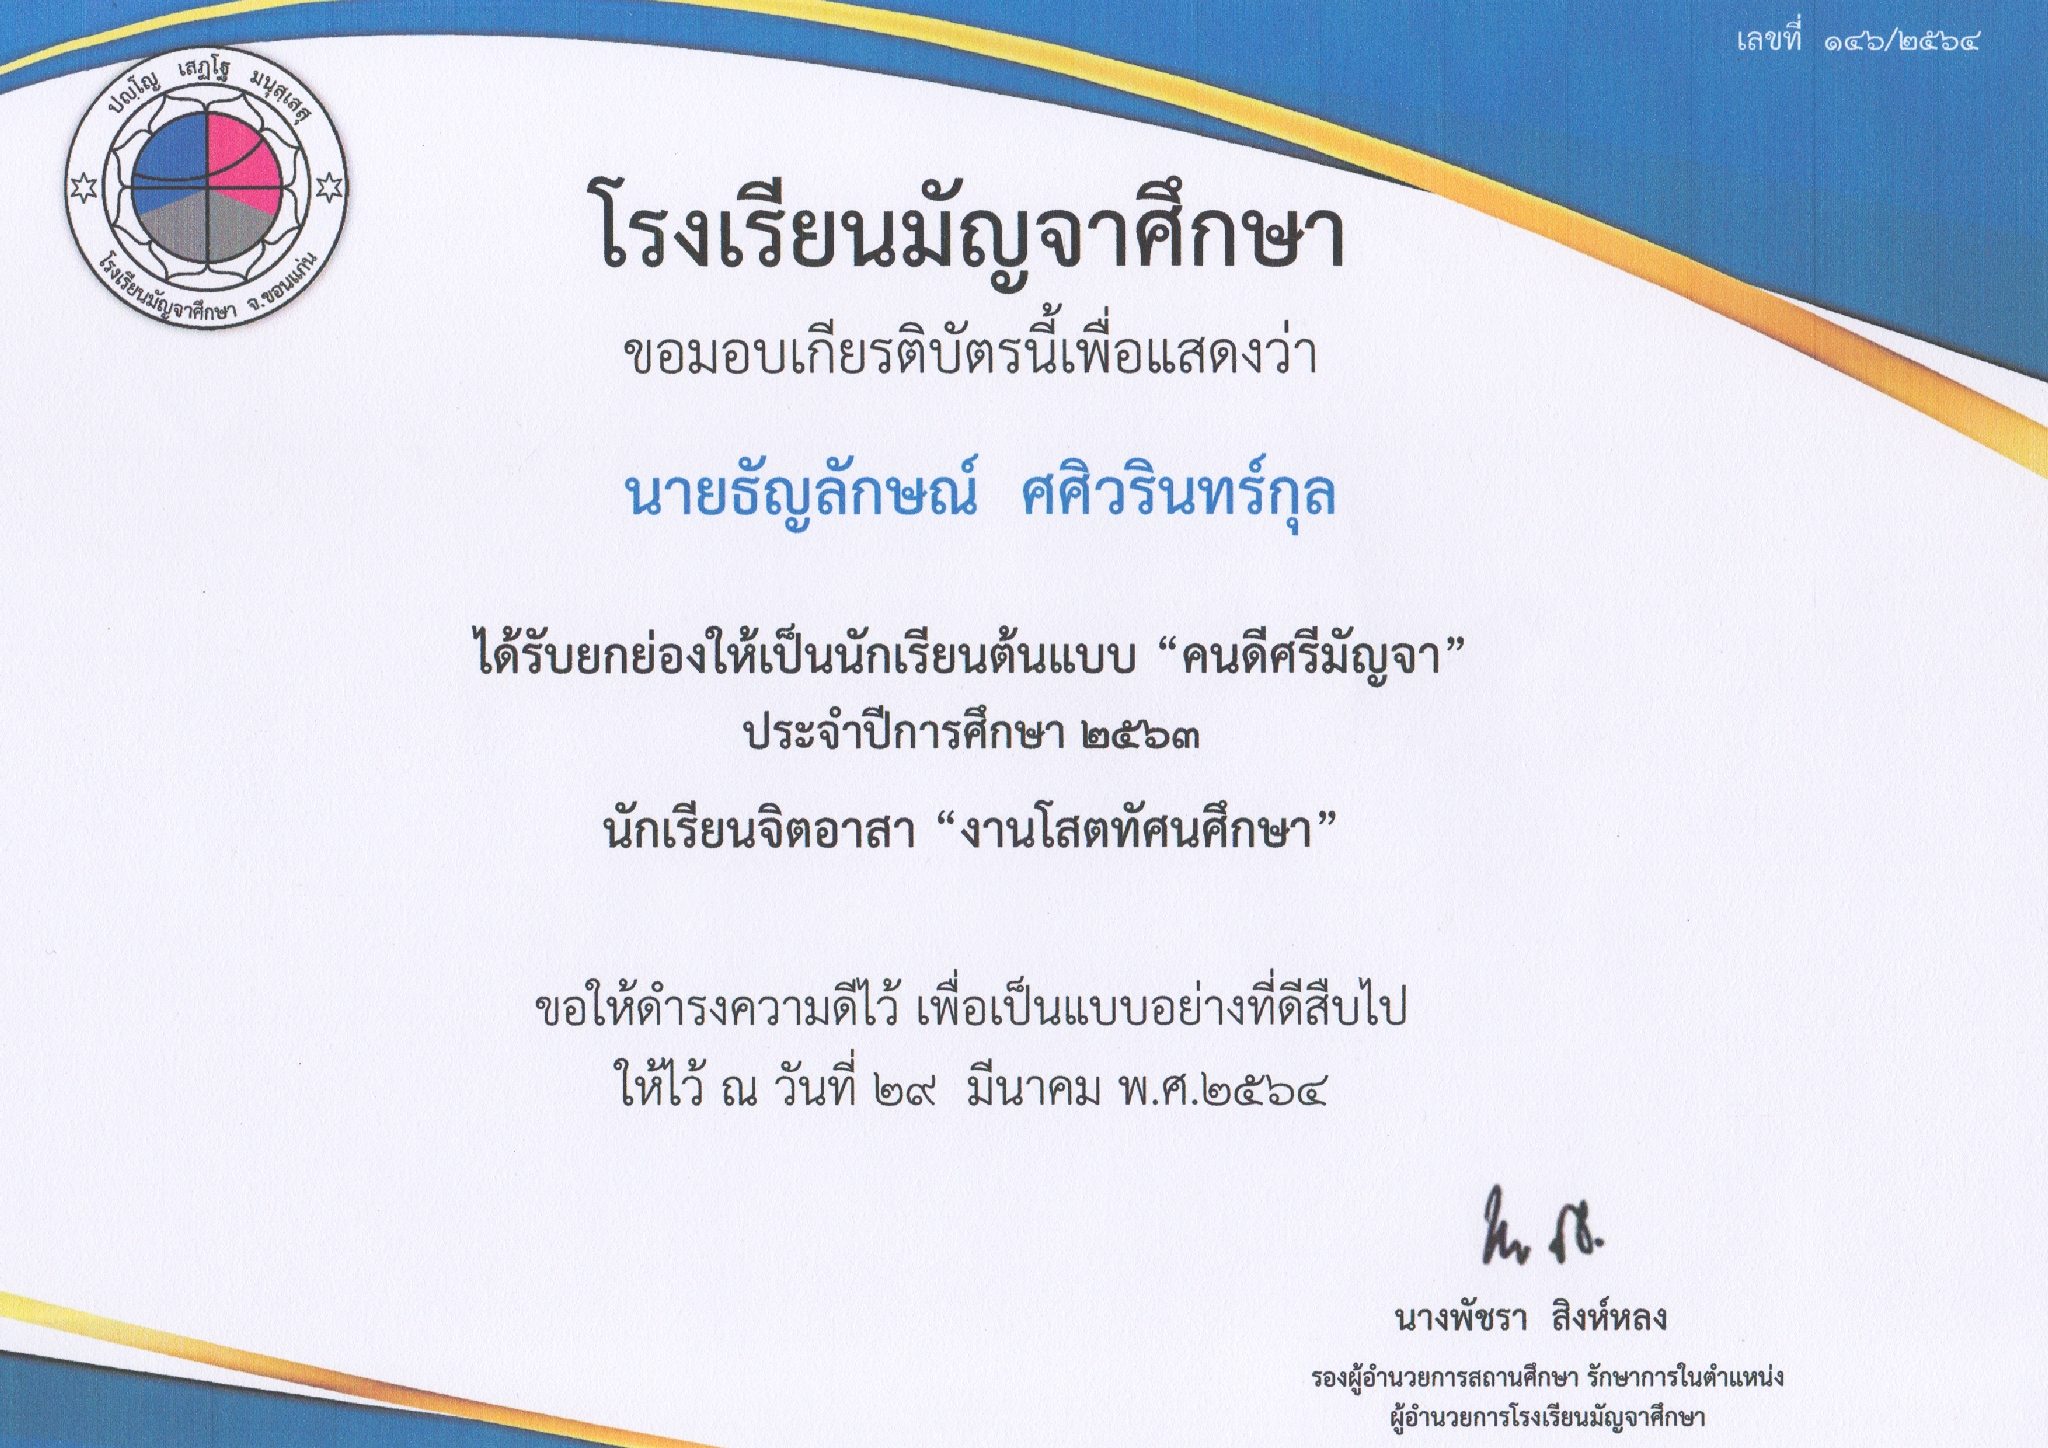 เลขที่ ๑๔๖/๒๕๖๔
ปญฺโญ เสฏฺโฐ มนุสฺเสสุ
โรงเรียนมัญจาศึกษา จ.ขอนแก่น
โรงเรียนมัญจาศึกษา
ขอมอบเกียรติบัตรนี้เพื่อแสดงว่า
นายธัญลักษณ์ ศศิวรินทร์กุล
ได้รับยกย่องให้เป็นนักเรียนต้นแบบ “คนดีศรีมัญจา”
ประจำปีการศึกษา ๒๕๖๓
นักเรียนจิตอาสา “งานโสตทัศนศึกษา”
ขอให้ดำรงความดีไว้ เพื่อเป็นแบบอย่างที่ดีสืบไป
ให้ไว้ ณ วันที่ ๒๙ มีนาคม พ.ศ.๒๕๖๔
นางพัชรา สิงห์หลง
รองผู้อำนวยการสถานศึกษา รักษาการในตำแหน่ง
ผู้อำนวยการโรงเรียนมัญจาศึกษา